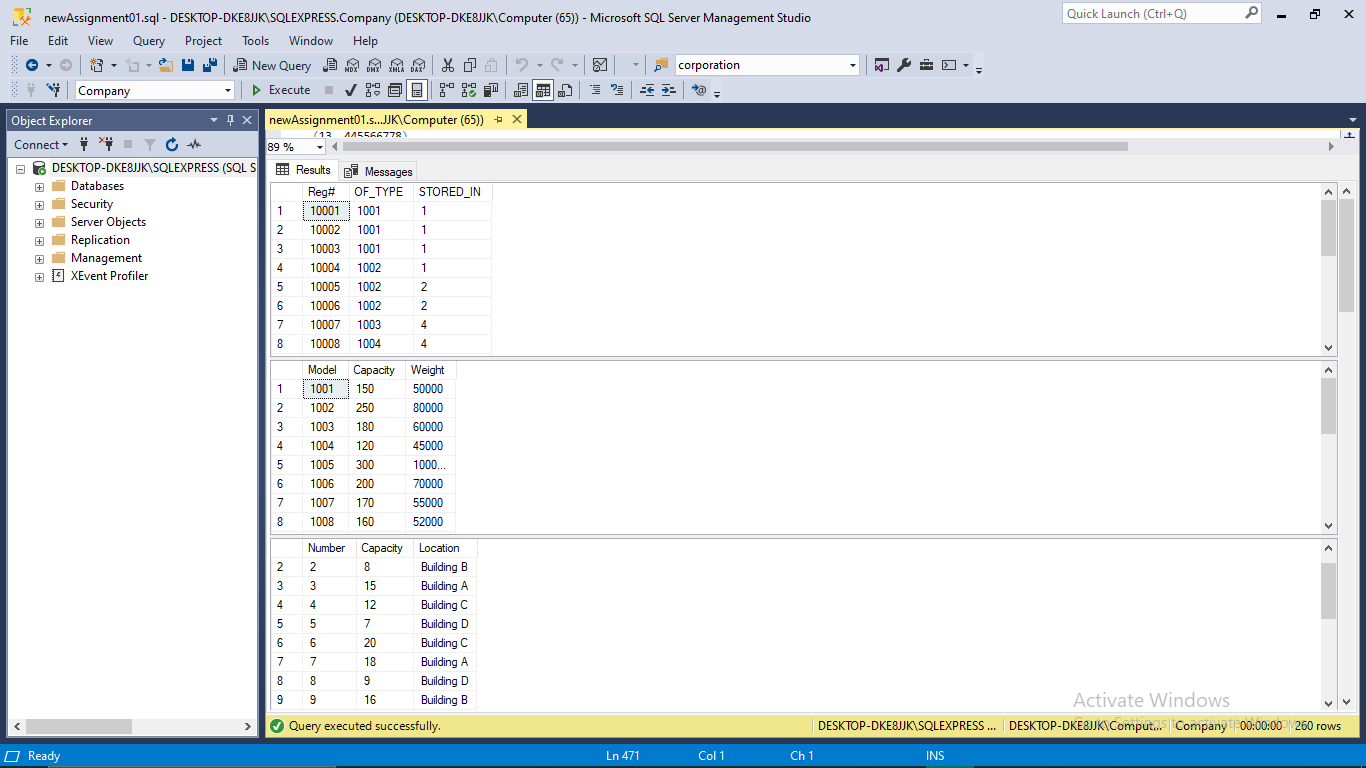 newAssignment01.sql - DESKTOP-DKE8JJK\SQLEXPRESS.Company (DESKTOP-DKE8JJK\Computer (65)) - Microsoft SQL Server Management Studio
Quick Launch (Ctrl+Q)
File Edit View Query Project Tools Window Help
New Query MDX DMX XMLA DAX corporation
Company Execute
Object Explorer
newAssignment01.s...JJK\Computer (65))
Connect
(13, 445566778)
89 %
DESKTOP-DKE8JJK\SQLEXPRESS (SQL S
Databases
Security
Server Objects
Replication
Management
XEvent Profiler
Results Messages
Reg# OF_TYPE STORED_IN
1 10001 1001 1
2 10002 1001 1
3 10003 1001 1
4 10004 1002 1
5 10005 1002 2
6 10006 1002 2
7 10007 1003 4
8 10008 1004 4
Model Capacity Weight
1 1001 150 50000
2 1002 250 80000
3 1003 180 60000
4 1004 120 45000
5 1005 300 1000...
6 1006 200 70000
7 1007 170 55000
8 1008 160 52000
Number Capacity Location
2 2 8 Building B
3 3 15 Building A
4 4 12 Building C
5 5 7 Building D
6 6 20 Building C
7 7 18 Building A
8 8 9 Building D
9 9 16 Building B
Activate Windows
Go to Settings to activate Windows.
Query executed successfully. DESKTOP-DKE8JJK\SQLEXPRESS ... DESKTOP-DKE8JJK\Comput... Company 00:00:00 260 rows
Ready Ln 471 Col 1 Ch 1 INS